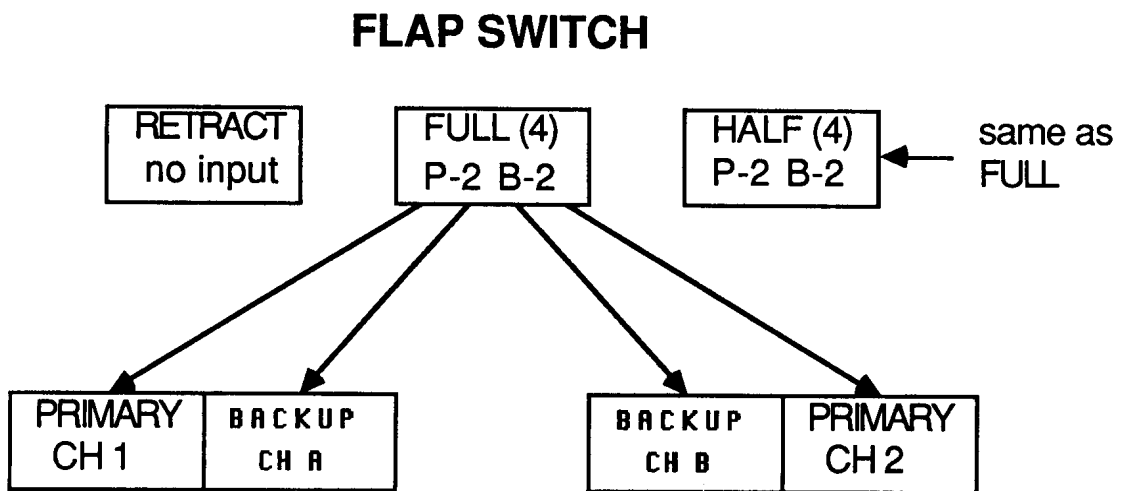 FLAP SWITCH
RETRACT
no input
FULL (4)
P-2 B-2
HALF (4)
P-2 B-2
same as
FULL
PRIMARY
CH 1
BACKUP
CH A
BACKUP
CH B
PRIMARY
CH 2